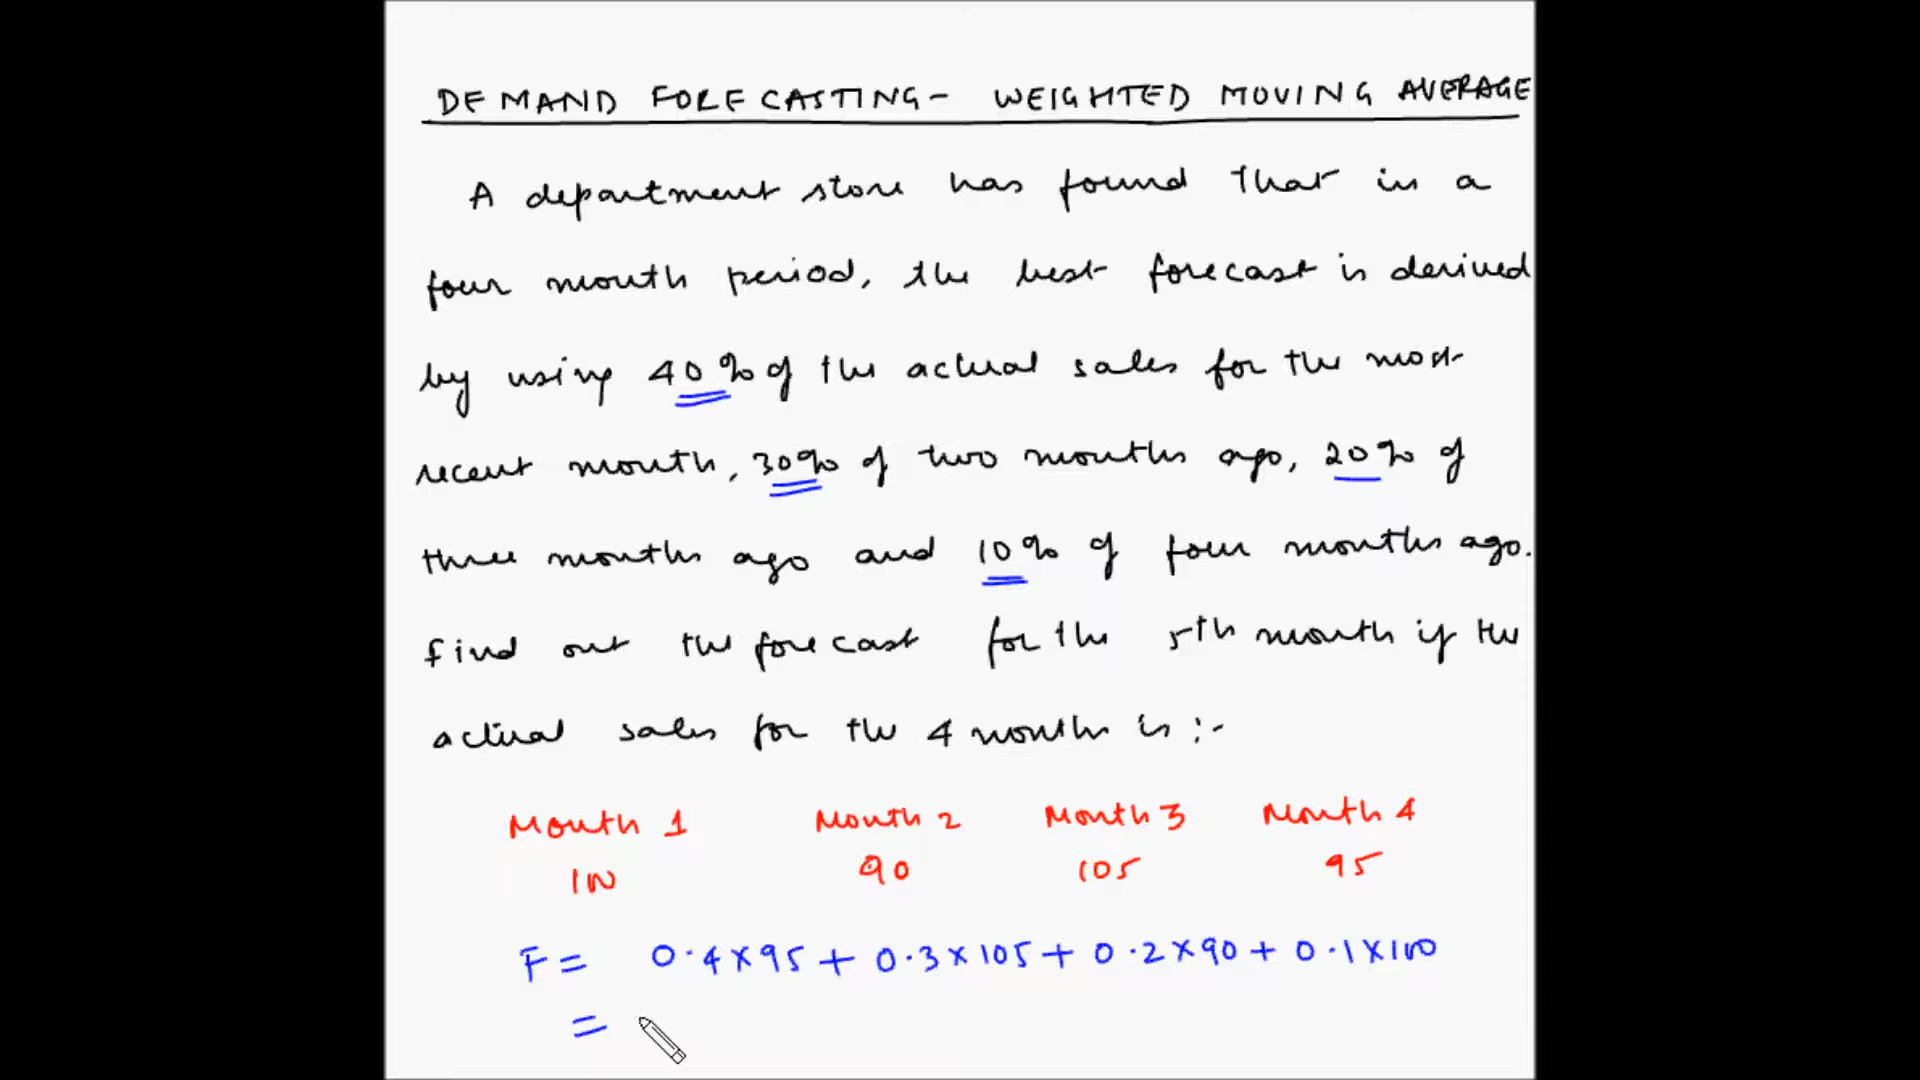 DEMAND FORECASTING - WEIGHTED MOVING AVERAGE
A department store has found that in a
four month period, the best forecast is derived
by using 40% of the actual sales for the most
recent month, 30% of two months ago, 20% of
three months ago and 10% of four months ago.
find out the forecast for the 5th month if the
actual sales for the 4 months is :-
Month 1 Month 2 Month 3 Month 4
100 90 105 95
F = 0.4 x 95 + 0.3 x 105 + 0.2 x 90 + 0.1 x 100
=